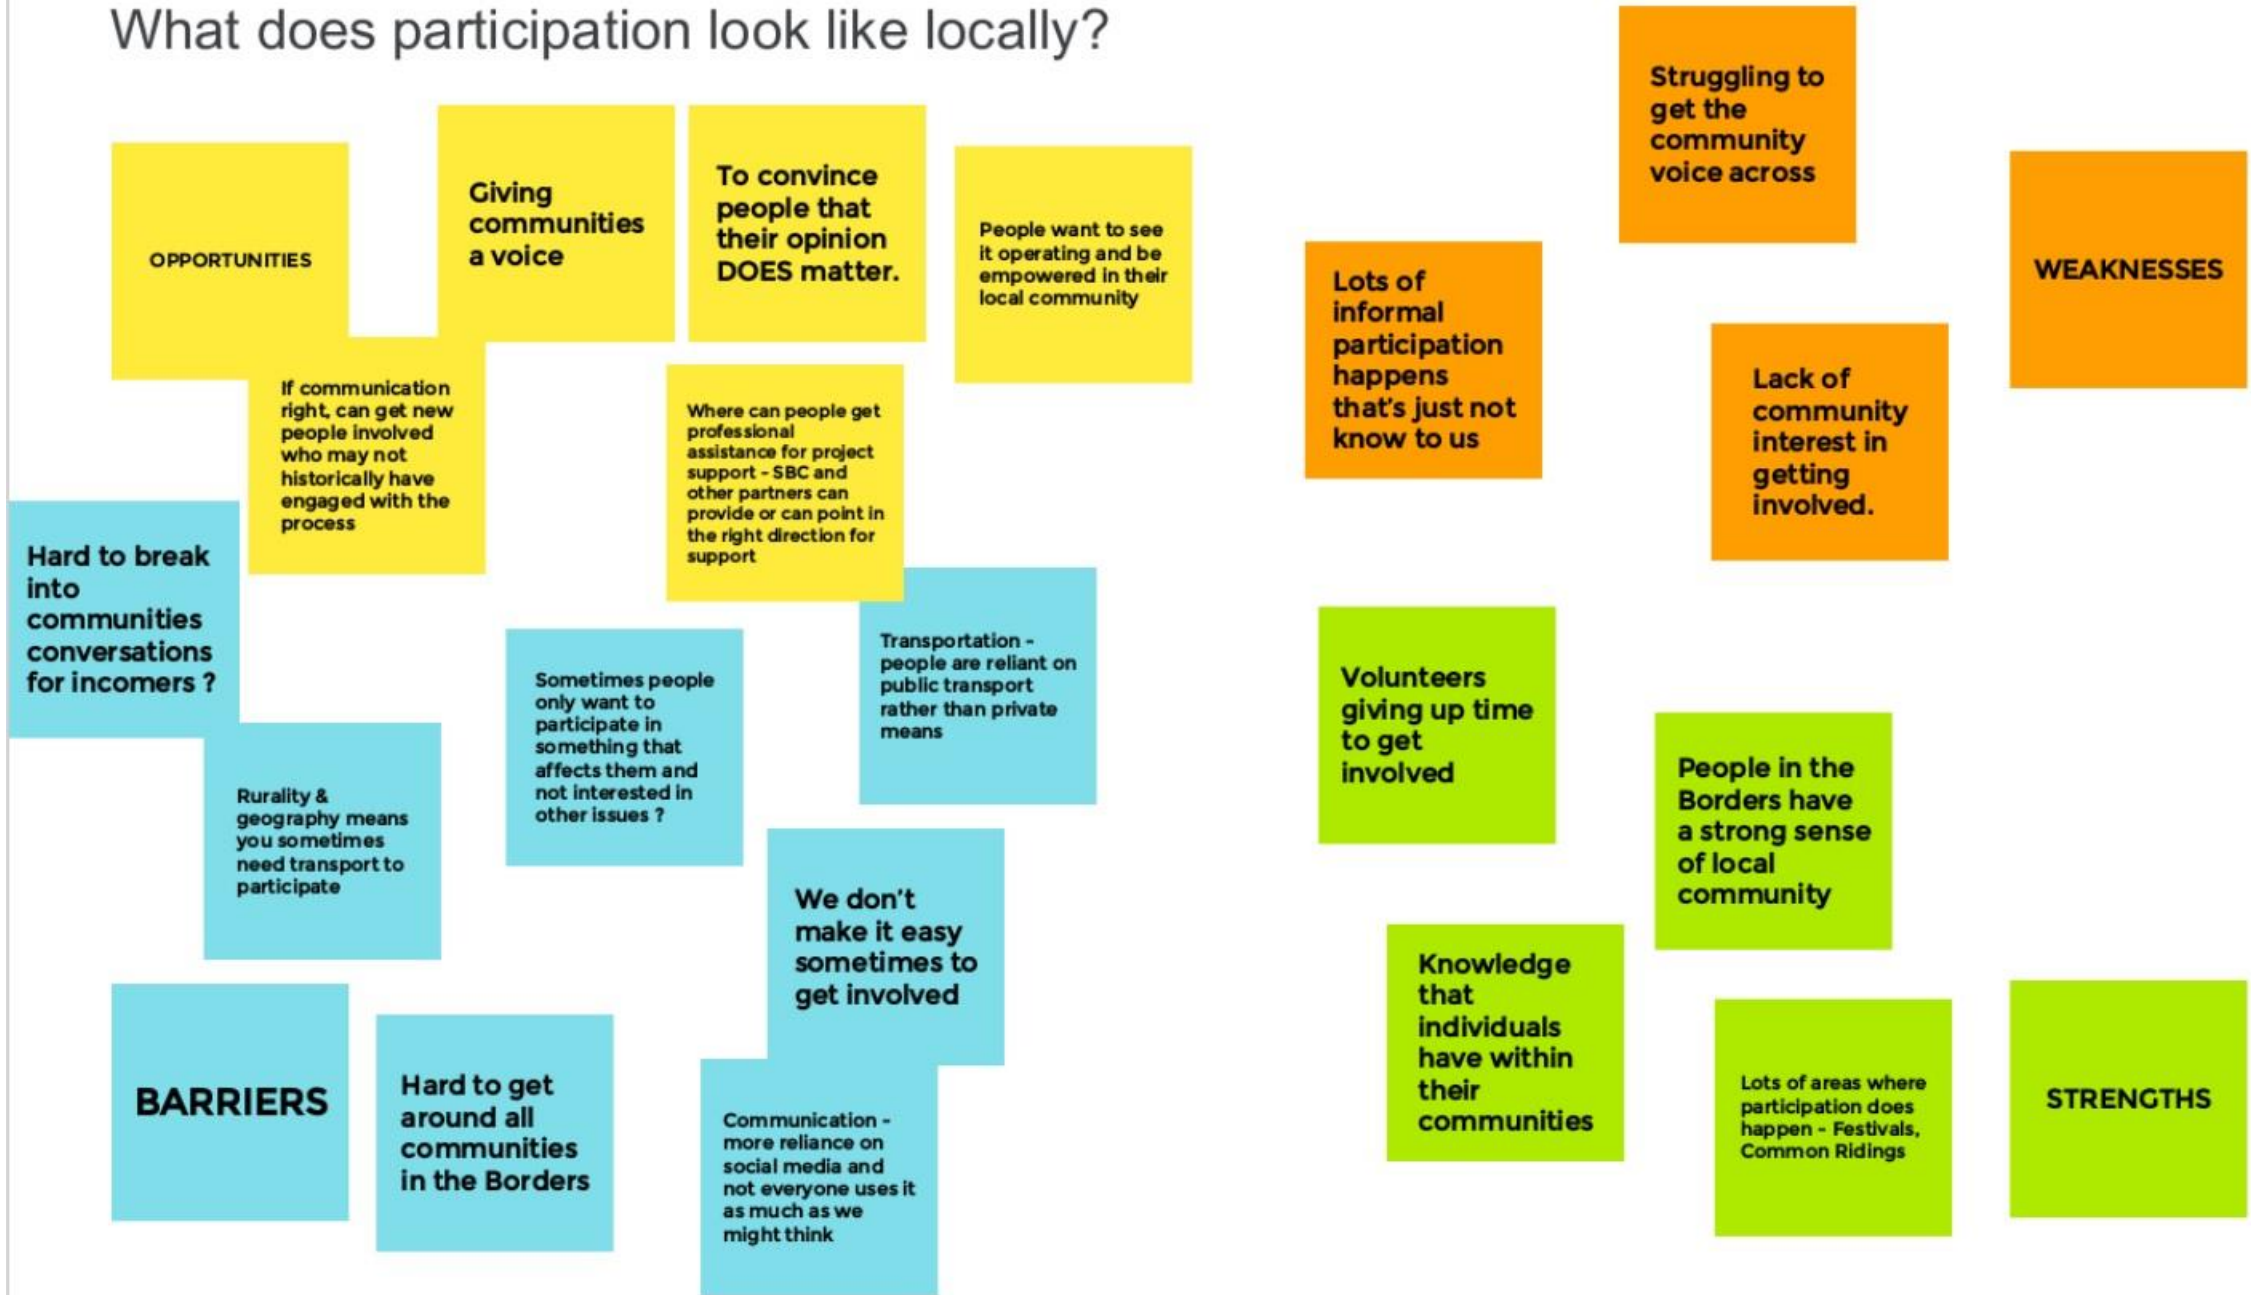 What does participation look like locally?
OPPORTUNITIES
Giving
communities
a voice
To convince
people that
their opinion
DOES matter.
People want to see
it operating and be
empowered in their
local community
If communication
right, can get new
people involved
who may not
historically have
engaged with the
process
Where can people get
professional
assistance for project
support - SBC and
other partners can
provide or can point in
the right direction for
support
Hard to break
into
communities
conversations
for incomers ?
Rurality &
geography means
you sometimes
need transport to
participate
Sometimes people
only want to
participate in
something that
affects them and
not interested in
other issues ?
Transportation -
people are reliant on
public transport
rather than private
means
We don't
make it easy
sometimes to
get involved
BARRIERS
Hard to get
around all
communities
in the Borders
Communication -
more reliance on
social media and
not everyone uses it
as much as we
might think
Struggling to
get the
community
voice across
WEAKNESSES
Lots of
informal
participation
happens
that's just not
know to us
Lack of
community
interest in
getting
involved.
Volunteers
giving up time
to get
involved
People in the
Borders have
a strong sense
of local
community
Knowledge
that
individuals
have within
their
communities
Lots of areas where
participation does
happen - Festivals,
Common Ridings
STRENGTHS